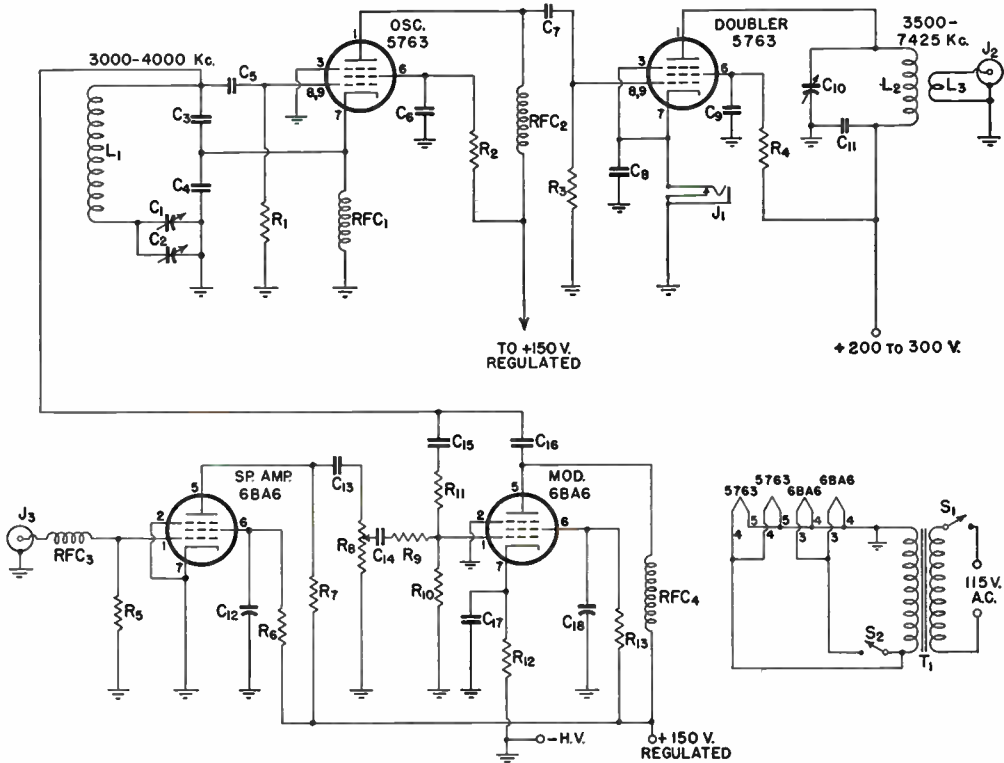 3000-4000 Kc.
OSC.
5763
DOUBLER
5763
3500-
7425 Kc.
J2
L1
C3
C4
C1
C2
C5
R1
RFC1
1
3
8,9
7
6
C6
R2
RFC2
C7
R3
1
3
8,9
7
6
C8
C9
J1
R4
C10
C11
L2
L3
TO +150 V.
REGULATED
+ 200 TO 300 V.
J3
RFC3
R5
SP. AMP.
6BA6
5
2
1
7
6
C12
R6
R7
C13
R8
C14
R9
C15
R11
R10
C16
MOD.
6BA6
5
2
1
7
6
C17
R12
C18
R13
RFC4
-H.V.
+ 150 V.
REGULATED
5763
5763
6BA6
6BA6
5
5
4
4
4
4
3
3
S1
S2
T1
115 V.
A.C.